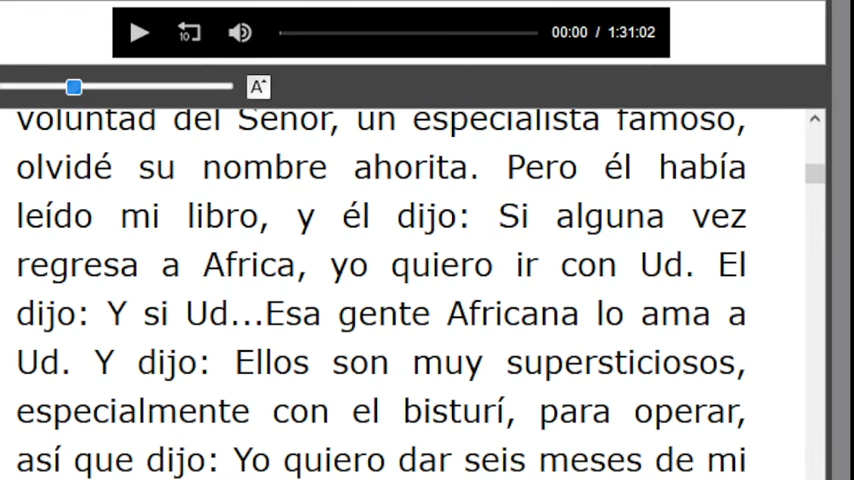 10
00:00 / 1:31:02
A
voluntad del Señor, un especialista famoso,
olvidé su nombre ahorita. Pero él había
leído mi libro, y él dijo: Si alguna vez
regresa a Africa, yo quiero ir con Ud. El
dijo: Y si Ud...Esa gente Africana lo ama a
Ud. Y dijo: Ellos son muy supersticiosos,
especialmente con el bisturí, para operar,
así que dijo: Yo quiero dar seis meses de mi